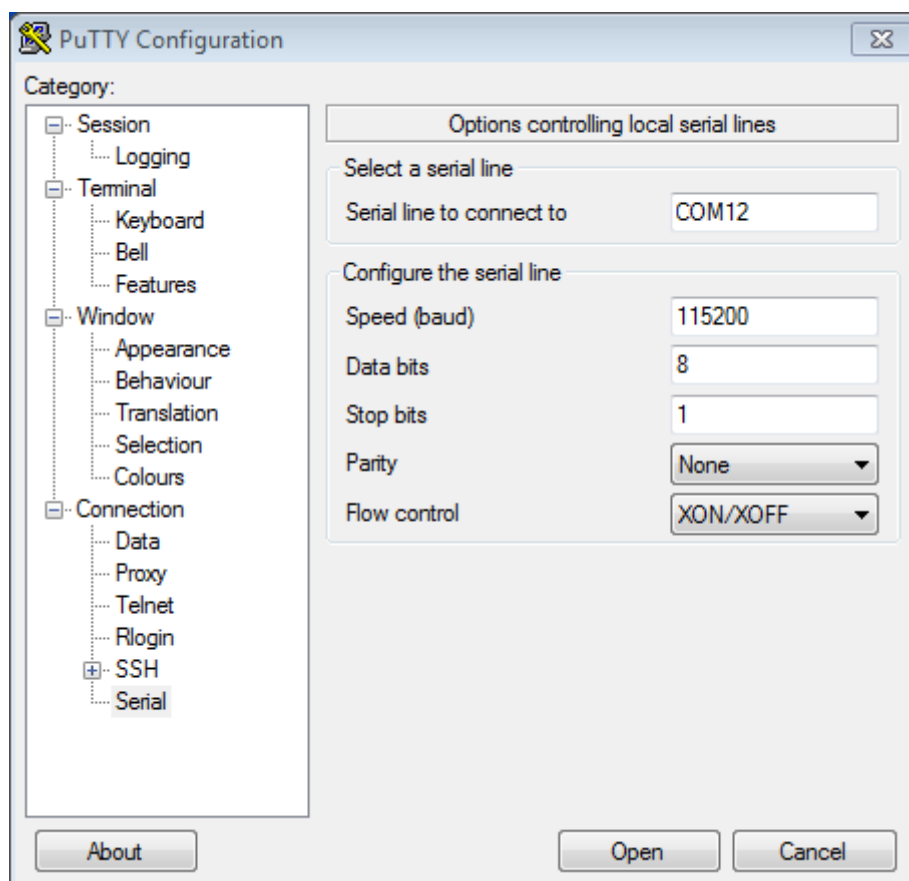 PuTTY Configuration
Category:
Session
Logging
Terminal
Keyboard
Bell
Features
Window
Appearance
Behaviour
Translation
Selection
Colours
Connection
Data
Proxy
Telnet
Rlogin
SSH
Serial
Options controlling local serial lines
Select a serial line
Serial line to connect to COM12
Configure the serial line
Speed (baud) 115200
Data bits 8
Stop bits 1
Parity None
Flow control XON/XOFF
About Open Cancel